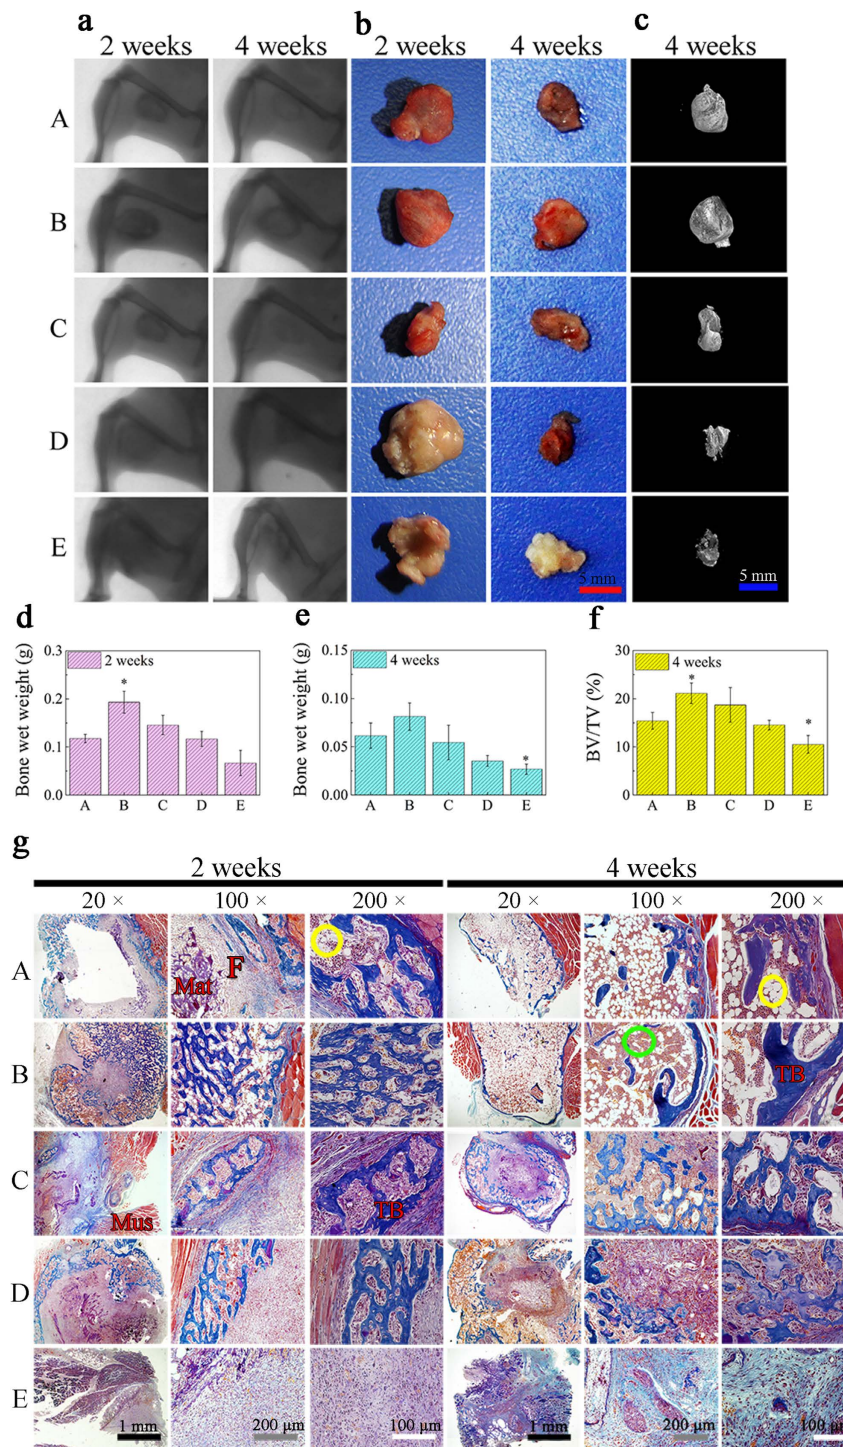 a b c
2 weeks 4 weeks 2 weeks 4 weeks 4 weeks
A
B
C
D
E
5 mm 5 mm
d e f
Bone wet weight (g)
0.3
0.2
0.1
0.0
2 weeks
*
A B C D E
Bone wet weight (g)
0.15
0.10
0.05
0.00
4 weeks
*
A B C D E
BV/TV (%)
30
20
10
0
4 weeks
*
*
A B C D E
g
2 weeks 4 weeks
20 × 100 × 200 × 20 × 100 × 200 ×
A
Mat F
B
TB
C
Mus TB
D
E
1 mm 200 μm 100 μm 1 mm 200 μm 100 μm